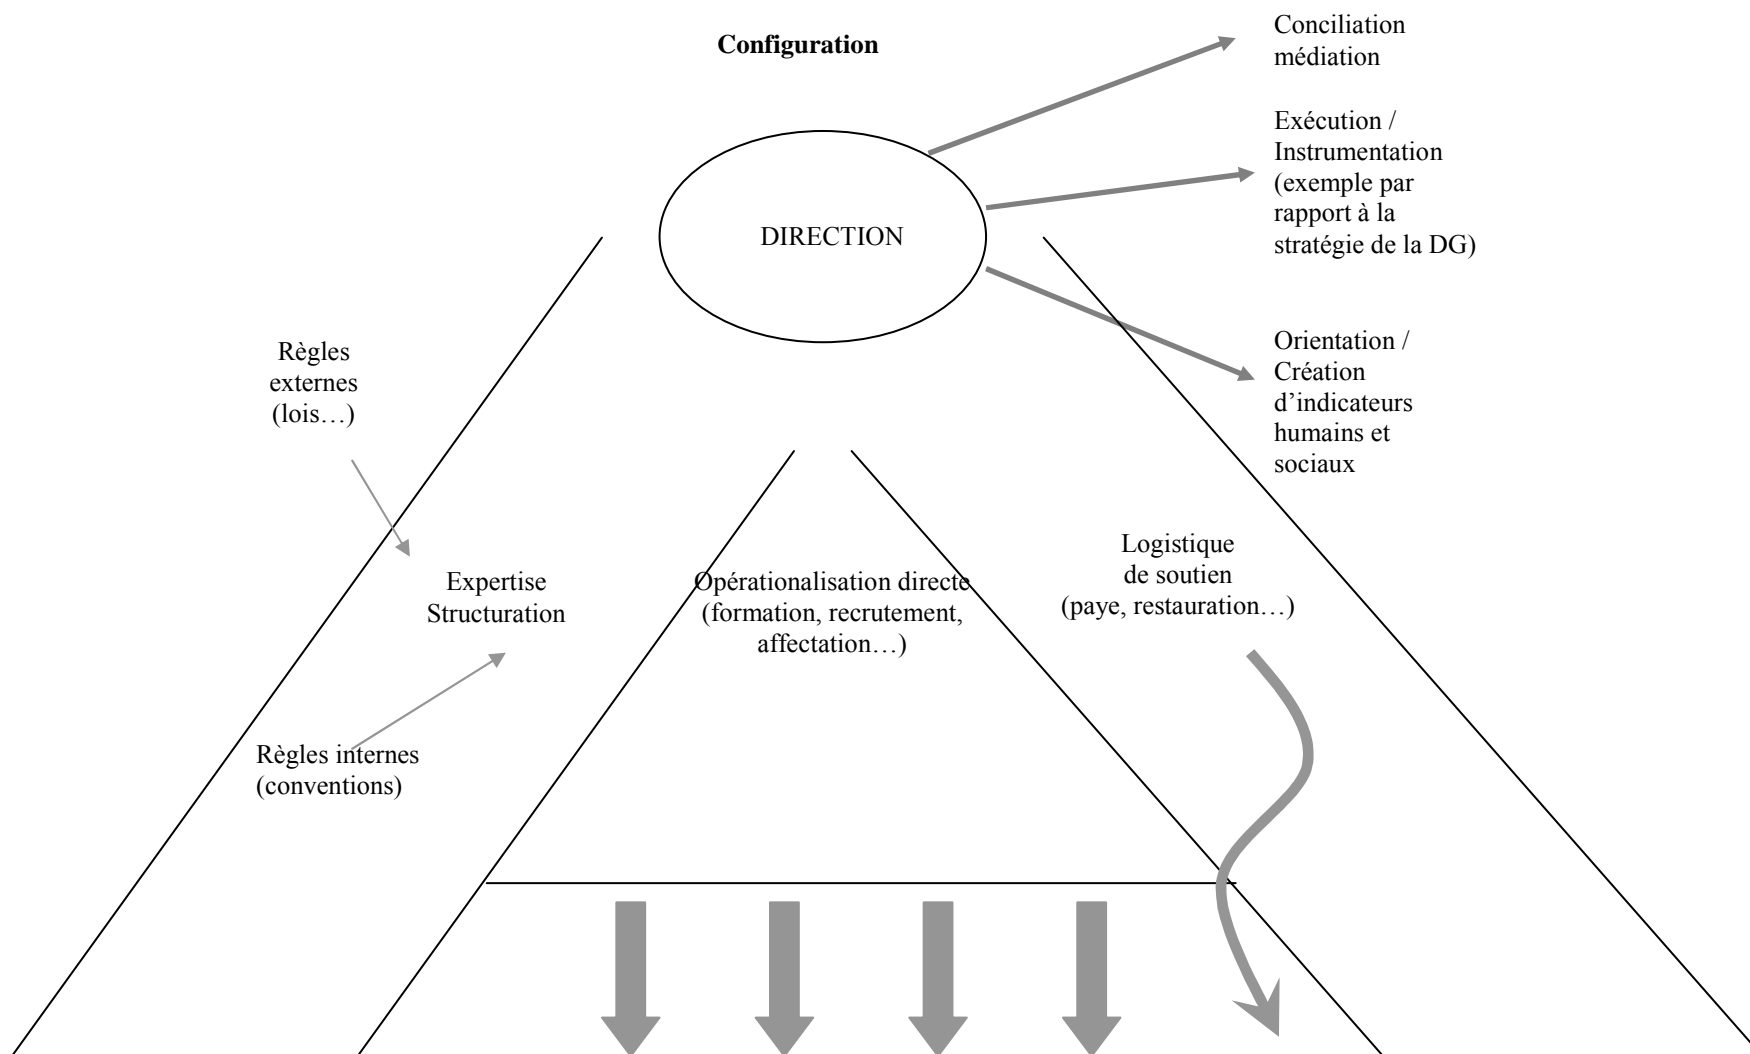 Configuration
Conciliation
médiation
Exécution /
Instrumentation
(exemple par
rapport à la
stratégie de la DG)
DIRECTION
Orientation /
Création
d’indicateurs
humains et
sociaux
Règles
externes
(lois…)
Expertise
Structuration
Opérationalisation directe
(formation, recrutement,
affectation…)
Logistique
de soutien
(paye, restauration…)
Règles internes
(conventions)